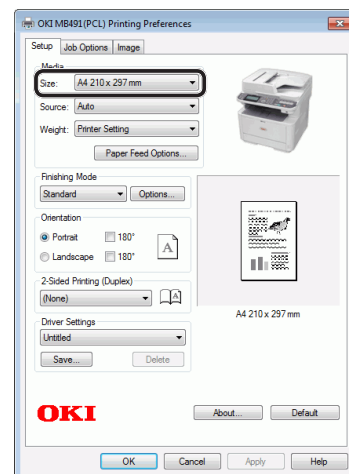 OKI MB491(PCL) Printing Preferences
Setup Job Options Image
Media
Size: A4 210 x 297 mm
Source: Auto
Weight: Printer Setting
Paper Feed Options...
Finishing Mode
Standard Options...
Orientation
Portrait 180°
Landscape 180°
A
2-Sided Printing (Duplex)
(None) A
A4 210 x 297 mm
Driver Settings
Untitled
Save... Delete
OKI About... Default
OK Cancel Apply Help